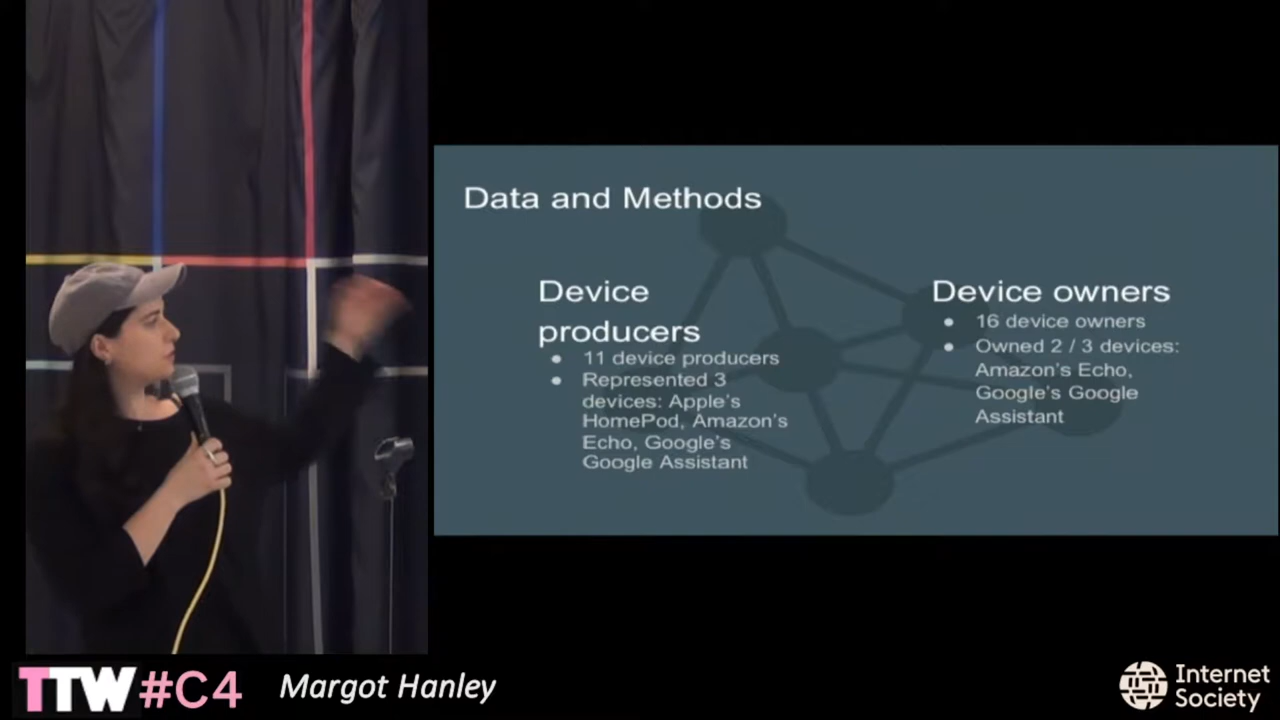 Data and Methods
Device
producers
• 11 device producers
• Represented 3
devices: Apple's
HomePod, Amazon's
Echo, Google's
Google Assistant
Device owners
• 16 device owners
• Owned 2 / 3 devices:
Amazon's Echo,
Google's Google
Assistant
TTW#C4
Margot Hanley
Internet
Society